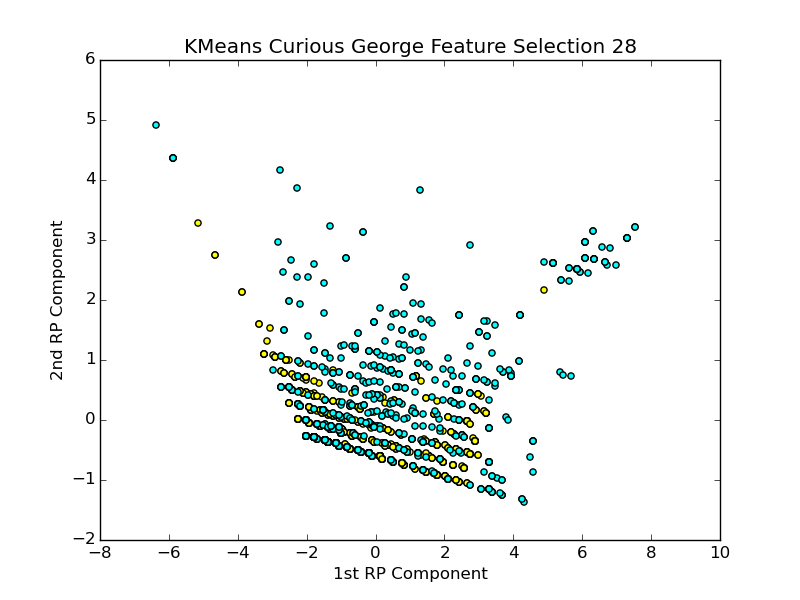 KMeans Curious George Feature Selection 28
6
5
4
3
2
1
0
−1
−2
2nd RP Component
−8 −6 −4 −2 0 2 4 6 8 10
1st RP Component